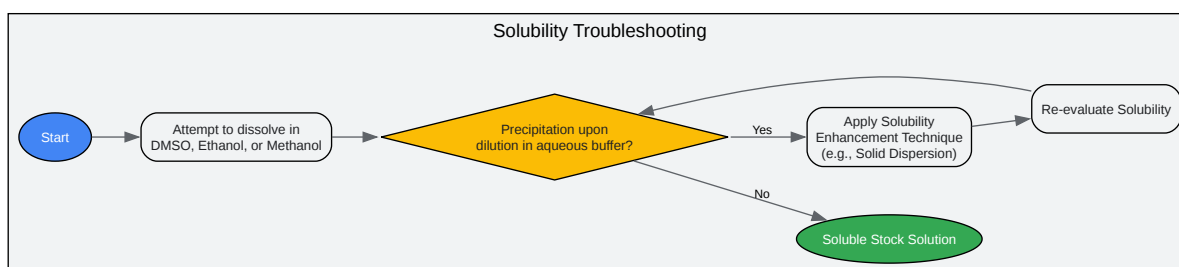 Solubility Troubleshooting
Start
Attempt to dissolve in
DMSO, Ethanol, or Methanol
Precipitation upon
dilution in aqueous buffer?
Yes
Apply Solubility
Enhancement Technique
(e.g., Solid Dispersion)
Re-evaluate Solubility
No
Soluble Stock Solution